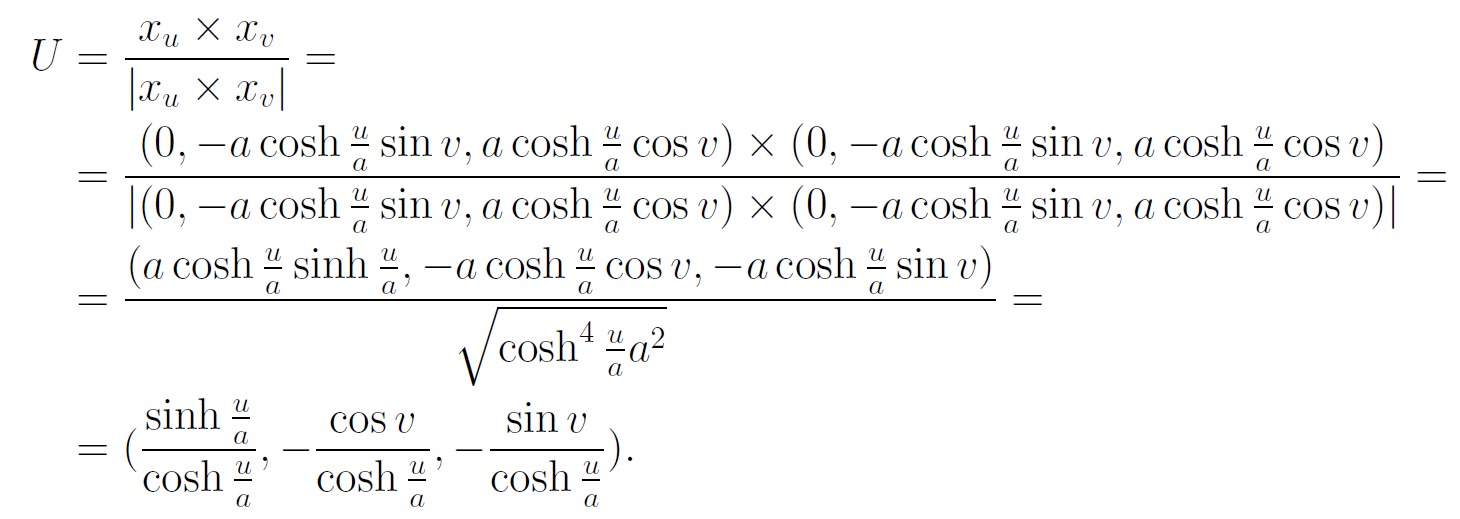 $U = \frac{x_u \times x_v}{|x_u \times x_v|} =$
$= \frac{(0, -a \cosh \frac{u}{a} \sin v, a \cosh \frac{u}{a} \cos v) \times (0, -a \cosh \frac{u}{a} \sin v, a \cosh \frac{u}{a} \cos v)}{|(0, -a \cosh \frac{u}{a} \sin v, a \cosh \frac{u}{a} \cos v) \times (0, -a \cosh \frac{u}{a} \sin v, a \cosh \frac{u}{a} \cos v)|} =$
$= \frac{(a \cosh \frac{u}{a} \sinh \frac{u}{a}, -a \cosh \frac{u}{a} \cos v, -a \cosh \frac{u}{a} \sin v)}{\sqrt{\cosh^4 \frac{u}{a} a^2}} =$
$= (\frac{\sinh \frac{u}{a}}{\cosh \frac{u}{a}}, -\frac{\cos v}{\cosh \frac{u}{a}}, -\frac{\sin v}{\cosh \frac{u}{a}}).$